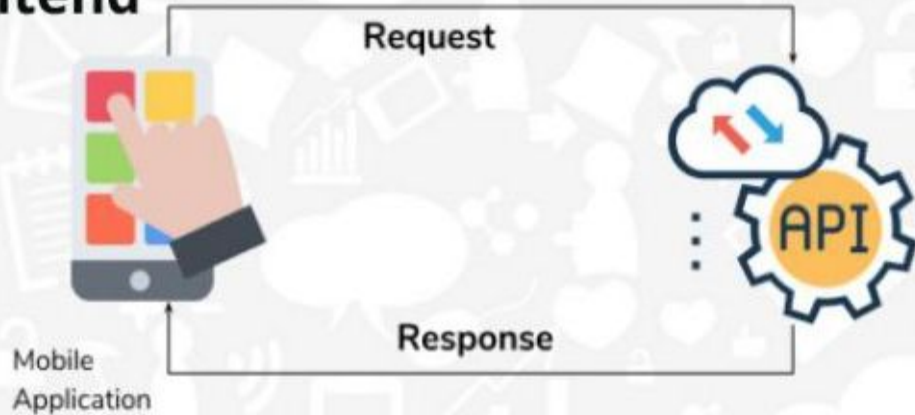 Request
API
Response
Mobile
Application